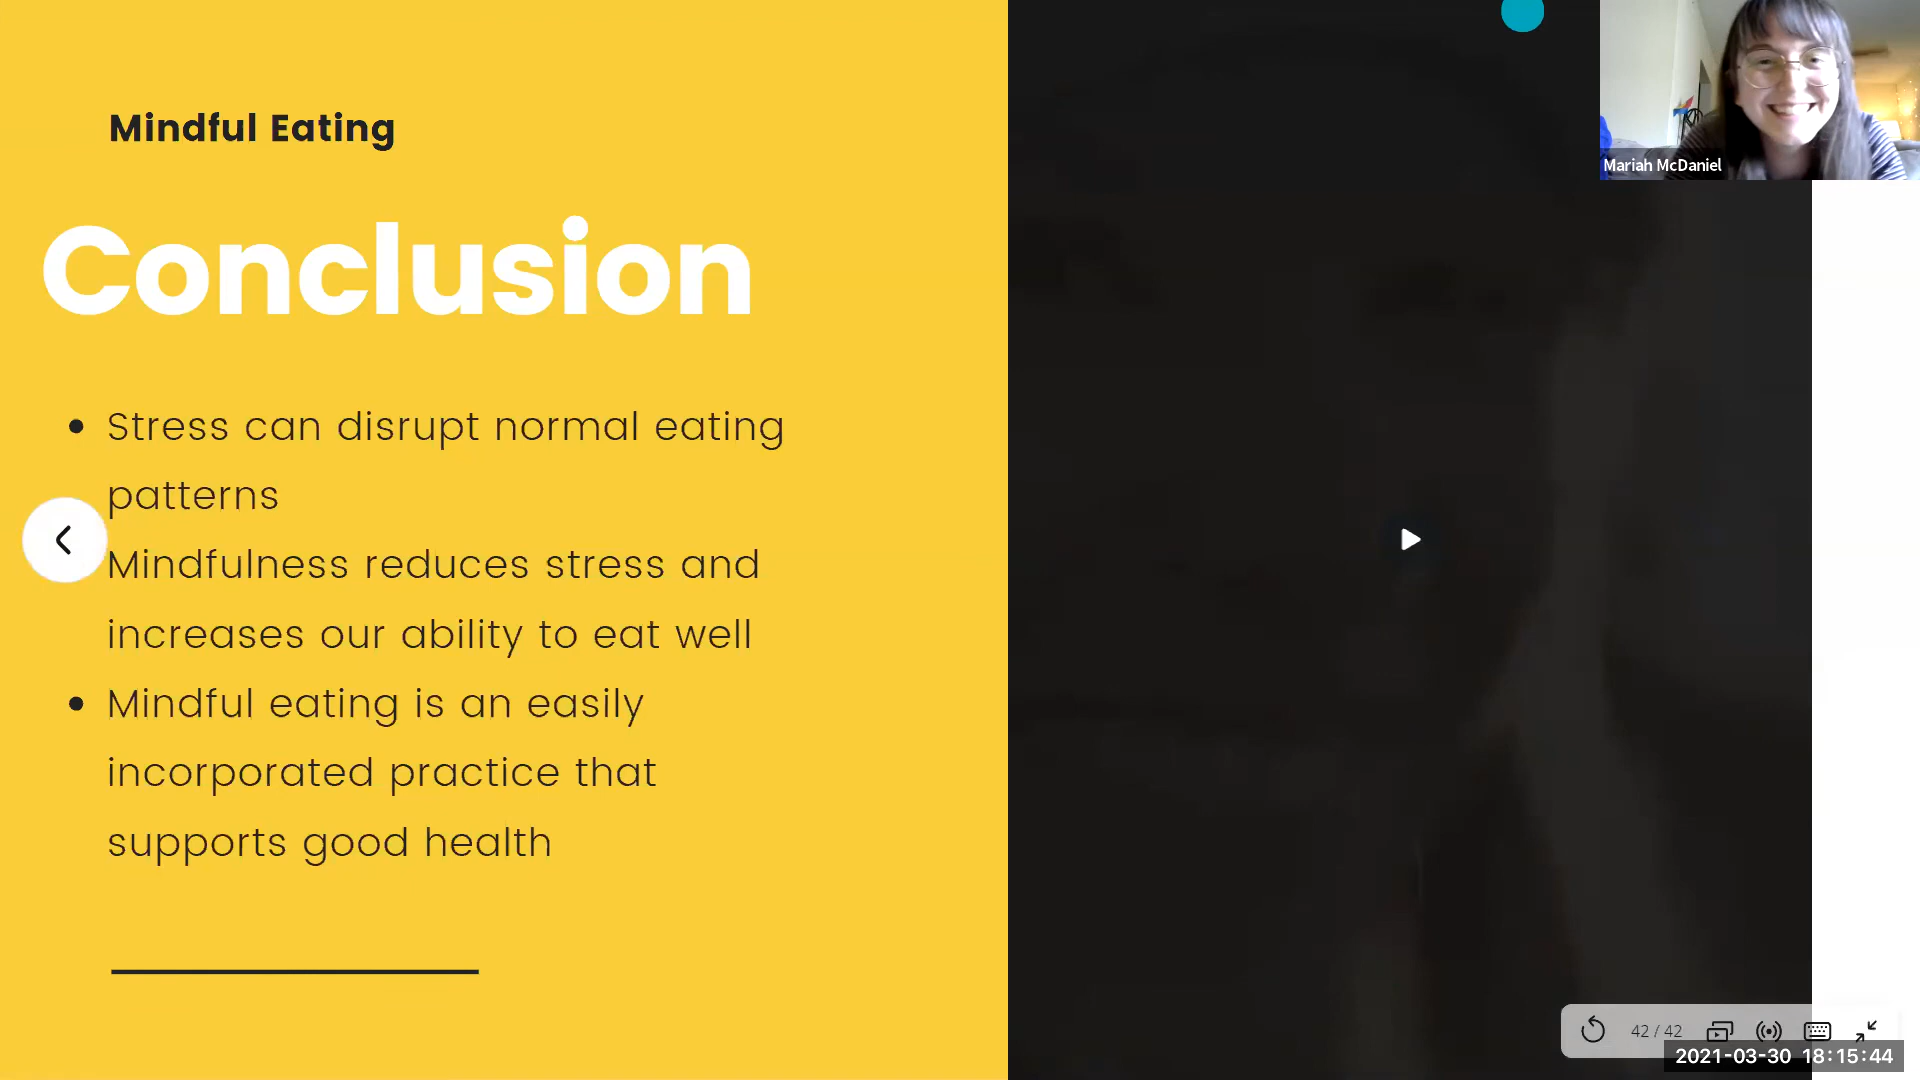 Mindful Eating
Conclusion
Stress can disrupt normal eating
patterns
Mindfulness reduces stress and
increases our ability to eat well
Mindful eating is an easily
incorporated practice that
supports good health
Mariah McDaniel
42 / 42
2021-03-30 18:15:44